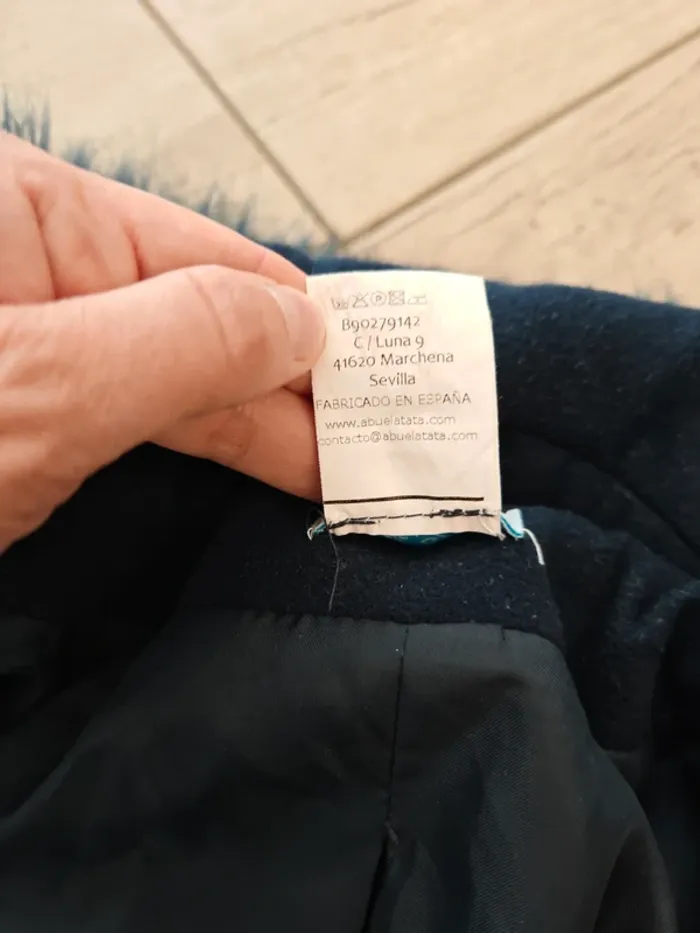 B90279142
C/Luna 9
41620 Marchena
Sevilla
FABRICADO EN ESPAÑA
www.abuelatata.com
contacto@abuelatata.com